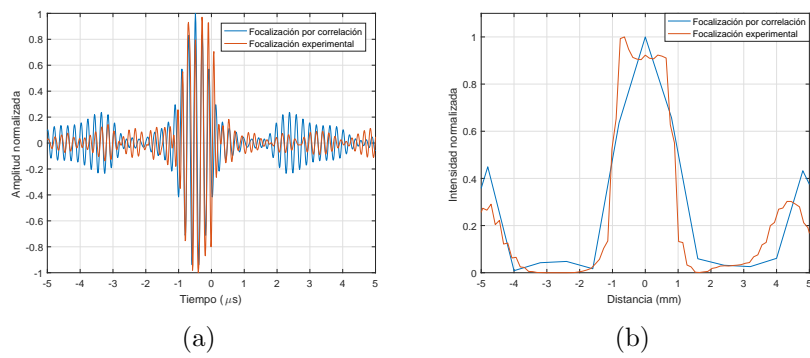 Focalización por correlación
Focalización experimental
Amplitud normalizada
1
0.8
0.6
0.4
0.2
0
-0.2
-0.4
-0.6
-0.8
-1
-5 -4 -3 -2 -1 0 1 2 3 4 5
Tiempo ( μs
(a)
Focalización por correlación
Focalización experimental
Intensidad normalizada
1
0.8
0.6
0.4
0.2
0
-5 -4 -3 -2 -1 0 1 2 3 4 5
Distancia (mm)
(b)